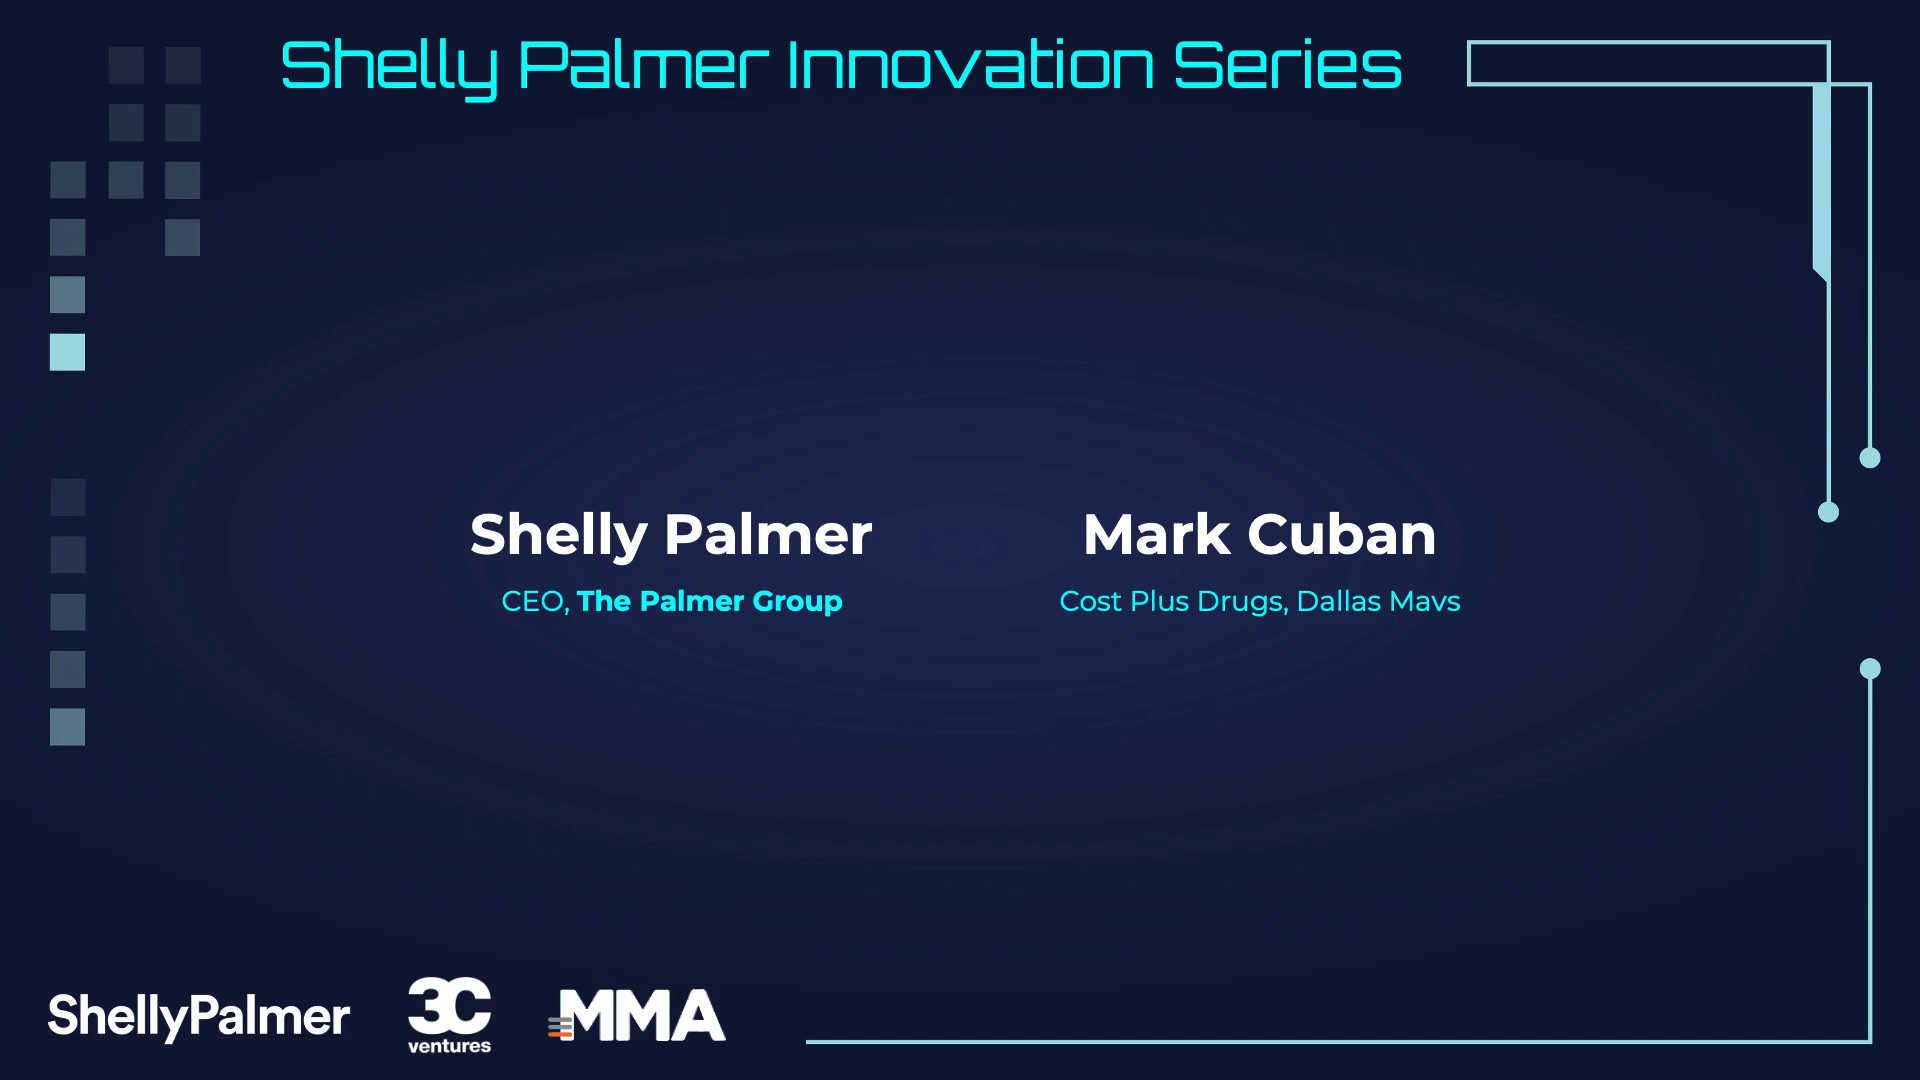 Shelly Palmer Innovation Series
Shelly Palmer
CEO, The Palmer Group
Mark Cuban
Cost Plus Drugs, Dallas Mavs
ShellyPalmer
3C
ventures
MMA